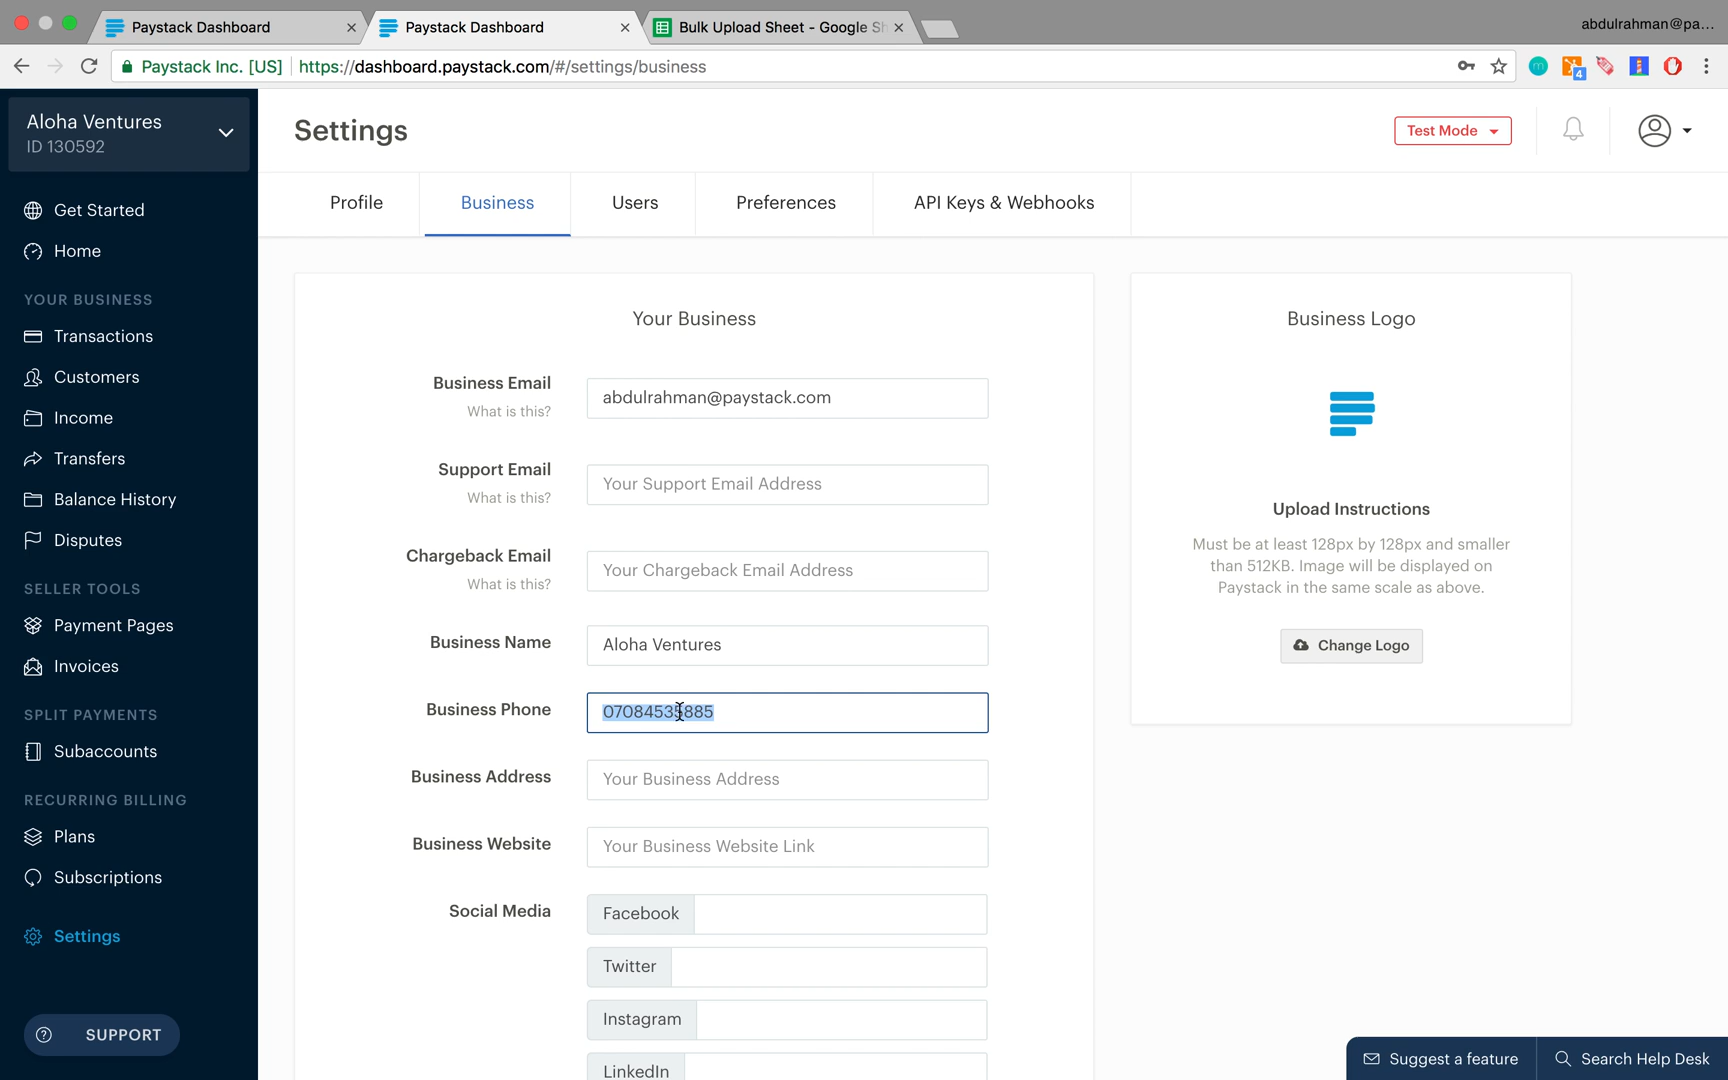 Paystack Dashboard
Paystack Dashboard
Bulk Upload Sheet - Google Sh
abdulrahman@pa...
Paystack Inc. [US]
https://dashboard.paystack.com/#/settings/business
4
Aloha Ventures
ID 130592
Get Started
Home
YOUR BUSINESS
Transactions
Customers
Income
Transfers
Balance History
Disputes
SELLER TOOLS
Payment Pages
Invoices
SPLIT PAYMENTS
Subaccounts
RECURRING BILLING
Plans
Subscriptions
Settings
SUPPORT
Settings
Test Mode
Profile
Business
Users
Preferences
API Keys & Webhooks
Your Business
Business Email
What is this?
abdulrahman@paystack.com
Support Email
What is this?
Your Support Email Address
Chargeback Email
What is this?
Your Chargeback Email Address
Business Name
Aloha Ventures
Business Phone
Business Address
Your Business Address
Business Website
Your Business Website Link
Social Media
Facebook
Twitter
Instagram
LinkedIn
Business Logo
Upload Instructions
Must be at least 128px by 128px and smaller
than 512KB. Image will be displayed on
Paystack in the same scale as above.
Change Logo
Suggest a feature
Search Help Desk